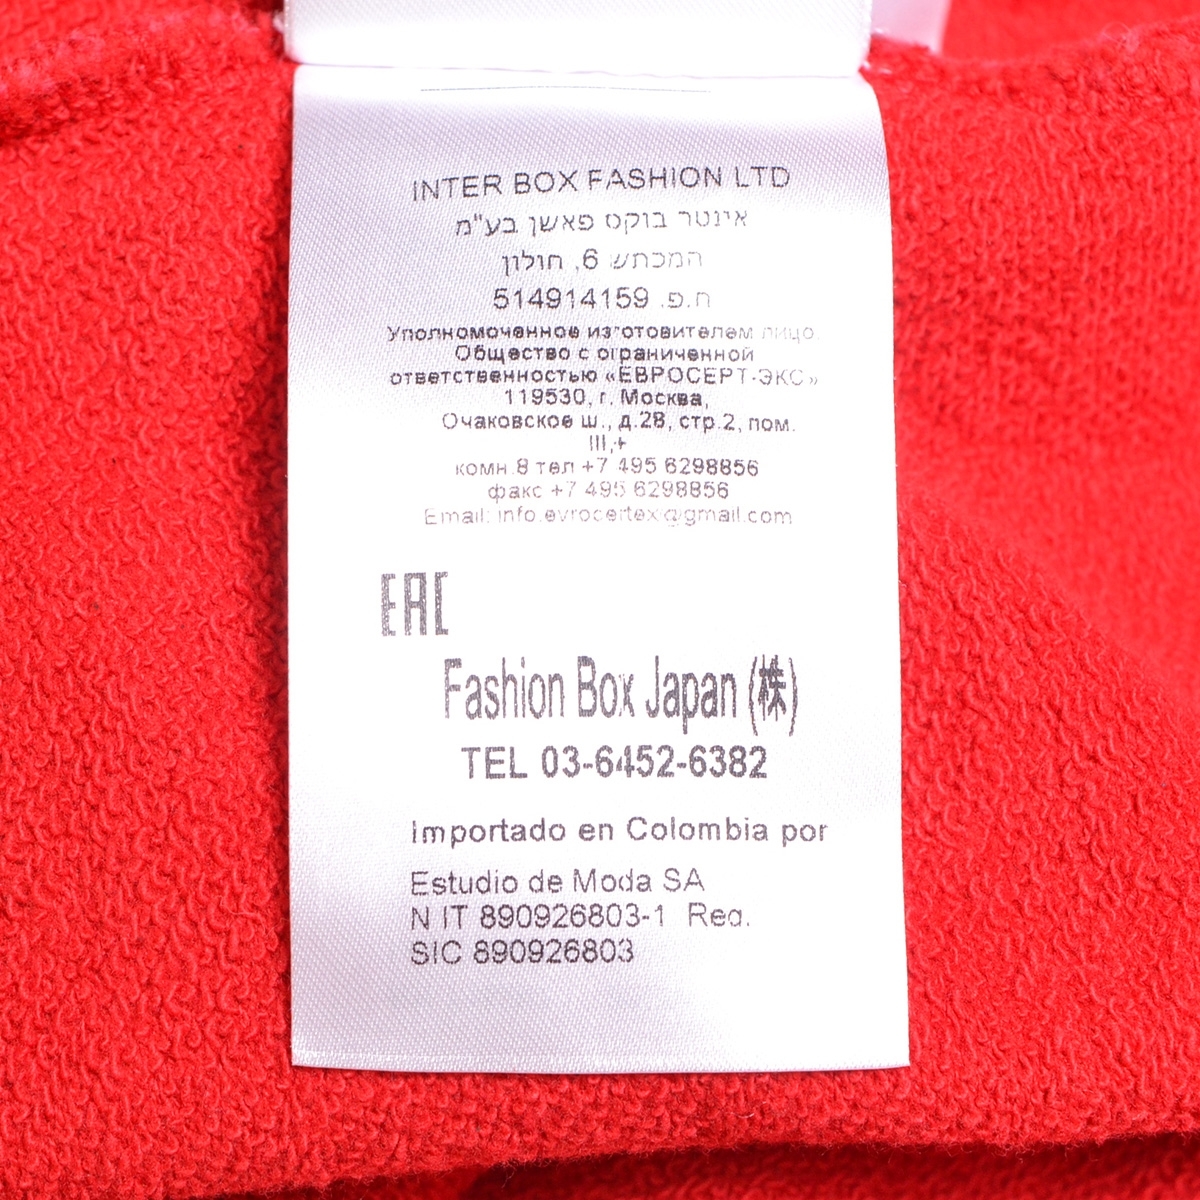 INTER BOX FASHION LTD
אינטר בוקס פאשן בע"מ
המכתש 6, חולון
ח.פ. 514914159
Уполномоченное изготовителем лицо:
Общество с ограниченной
ответственностью «ЕВРОСЕРТ-ЭКС»
119530, г. Москва,
Очаковское ш., д.28, стр.2, пом.
III,+
комн.8 тел +7 495 6298856
факс +7 495 6298856
Email: info.evrocertex@gmail.com
EAC
Fashion Box Japan (株)
TEL 03-6452-6382
Importado en Colombia por
Estudio de Moda SA
N IT 890926803-1 Reg.
SIC 890926803